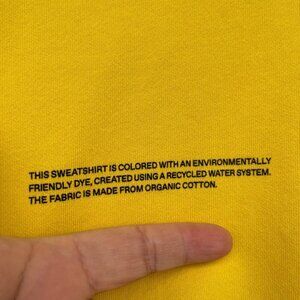 THIS SWEATSHIRT IS COLORED WITH AN ENVIRONMENTALLY
FRIENDLY DYE, CREATED USING A RECYCLED WATER SYSTEM.
THE FABRIC IS MADE FROM ORGANIC COTTON.